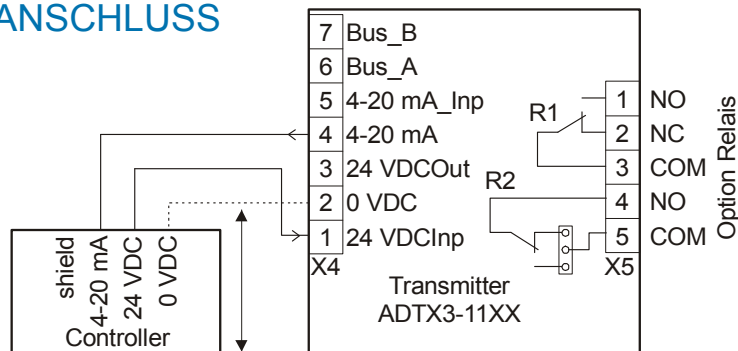 ANSCHLUSS
7 Bus_B
6 Bus_A
5 4-20 mA_Inp
4 4-20 mA
3 24 VDCOut
2 0 VDC
1 24 VDCInp
X4
R1
R2
1 NO
2 NC
3 COM
4 NO
5 COM
X5
Option Relais
Transmitter
ADTX3-11XX
shield
4-20 mA
24 VDC
0 VDC
Controller